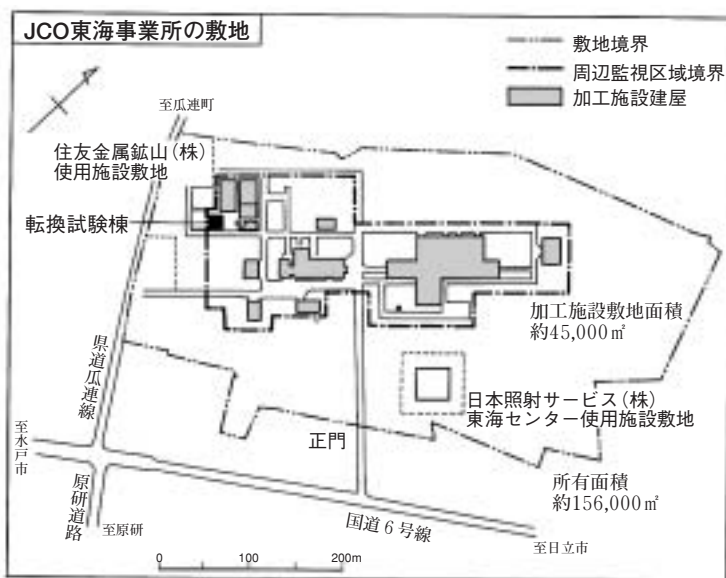 JCO東海事業所の敷地
敷地境界
周辺監視区域境界
加工施設建屋
至瓜連町
住友金属鉱山(株)
使用施設敷地
転換試験棟
加工施設敷地面積
約45,000㎡
県道瓜連線
日本照射サービス(株)
東海センター使用施設敷地
正門
至水戸市
所有面積
約156,000㎡
原研道路
至原研
国道6号線
至日立市
0 100 200m